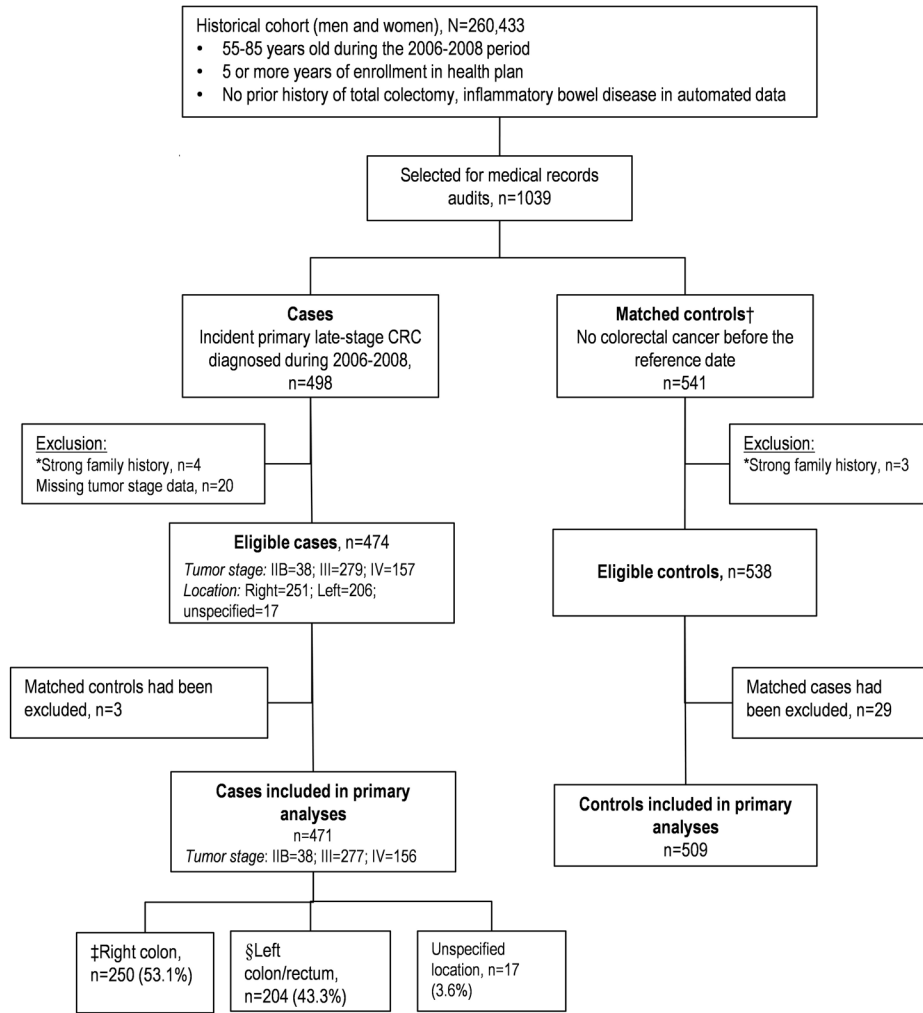 Historical cohort (men and women), N=260,433
• 55-85 years old during the 2006-2008 period
• 5 or more years of enrollment in health plan
• No prior history of total colectomy, inflammatory bowel disease in automated data
Selected for medical records
audits, n=1039
Cases
Incident primary late-stage CRC
diagnosed during 2006-2008,
n=498
Matched controls†
No colorectal cancer before the
reference date
n=541
Exclusion:
*Strong family history, n=4
Missing tumor stage data, n=20
Exclusion:
*Strong family history, n=3
Eligible cases, n=474
Tumor stage: IIB=38; III=279; IV=157
Location: Right=251; Left=206;
unspecified=17
Eligible controls, n=538
Matched controls had been
excluded, n=3
Matched cases had
been excluded, n=29
Cases included in primary
analyses
n=471
Tumor stage: IIB=38; III=277; IV=156
Controls included in primary
analyses
n=509
‡Right colon,
n=250 (53.1%)
§Left
colon/rectum,
n=204 (43.3%)
Unspecified
location, n=17
(3.6%)